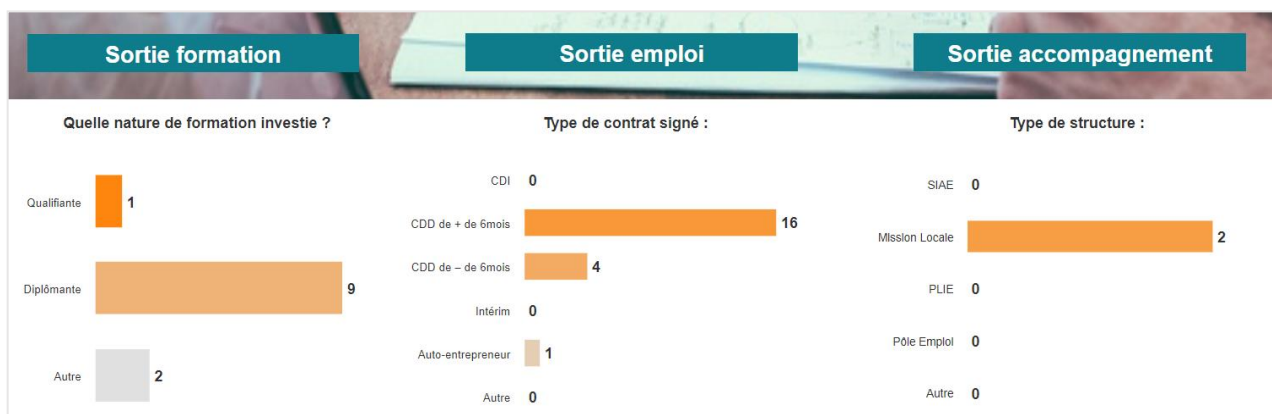 Sortie formation
Sortie emploi
Sortie accompagnement
Quelle nature de formation investie ?
Qualifiante 1
Diplômante 9
Autre 2
Type de contrat signé :
CDI 0
CDD de + de 6mois 16
CDD de – de 6mois 4
Intérim 0
Auto-entrepreneur 1
Autre 0
Type de structure :
SIAE 0
Mission Locale 2
PLIE 0
Pôle Emploi 0
Autre 0